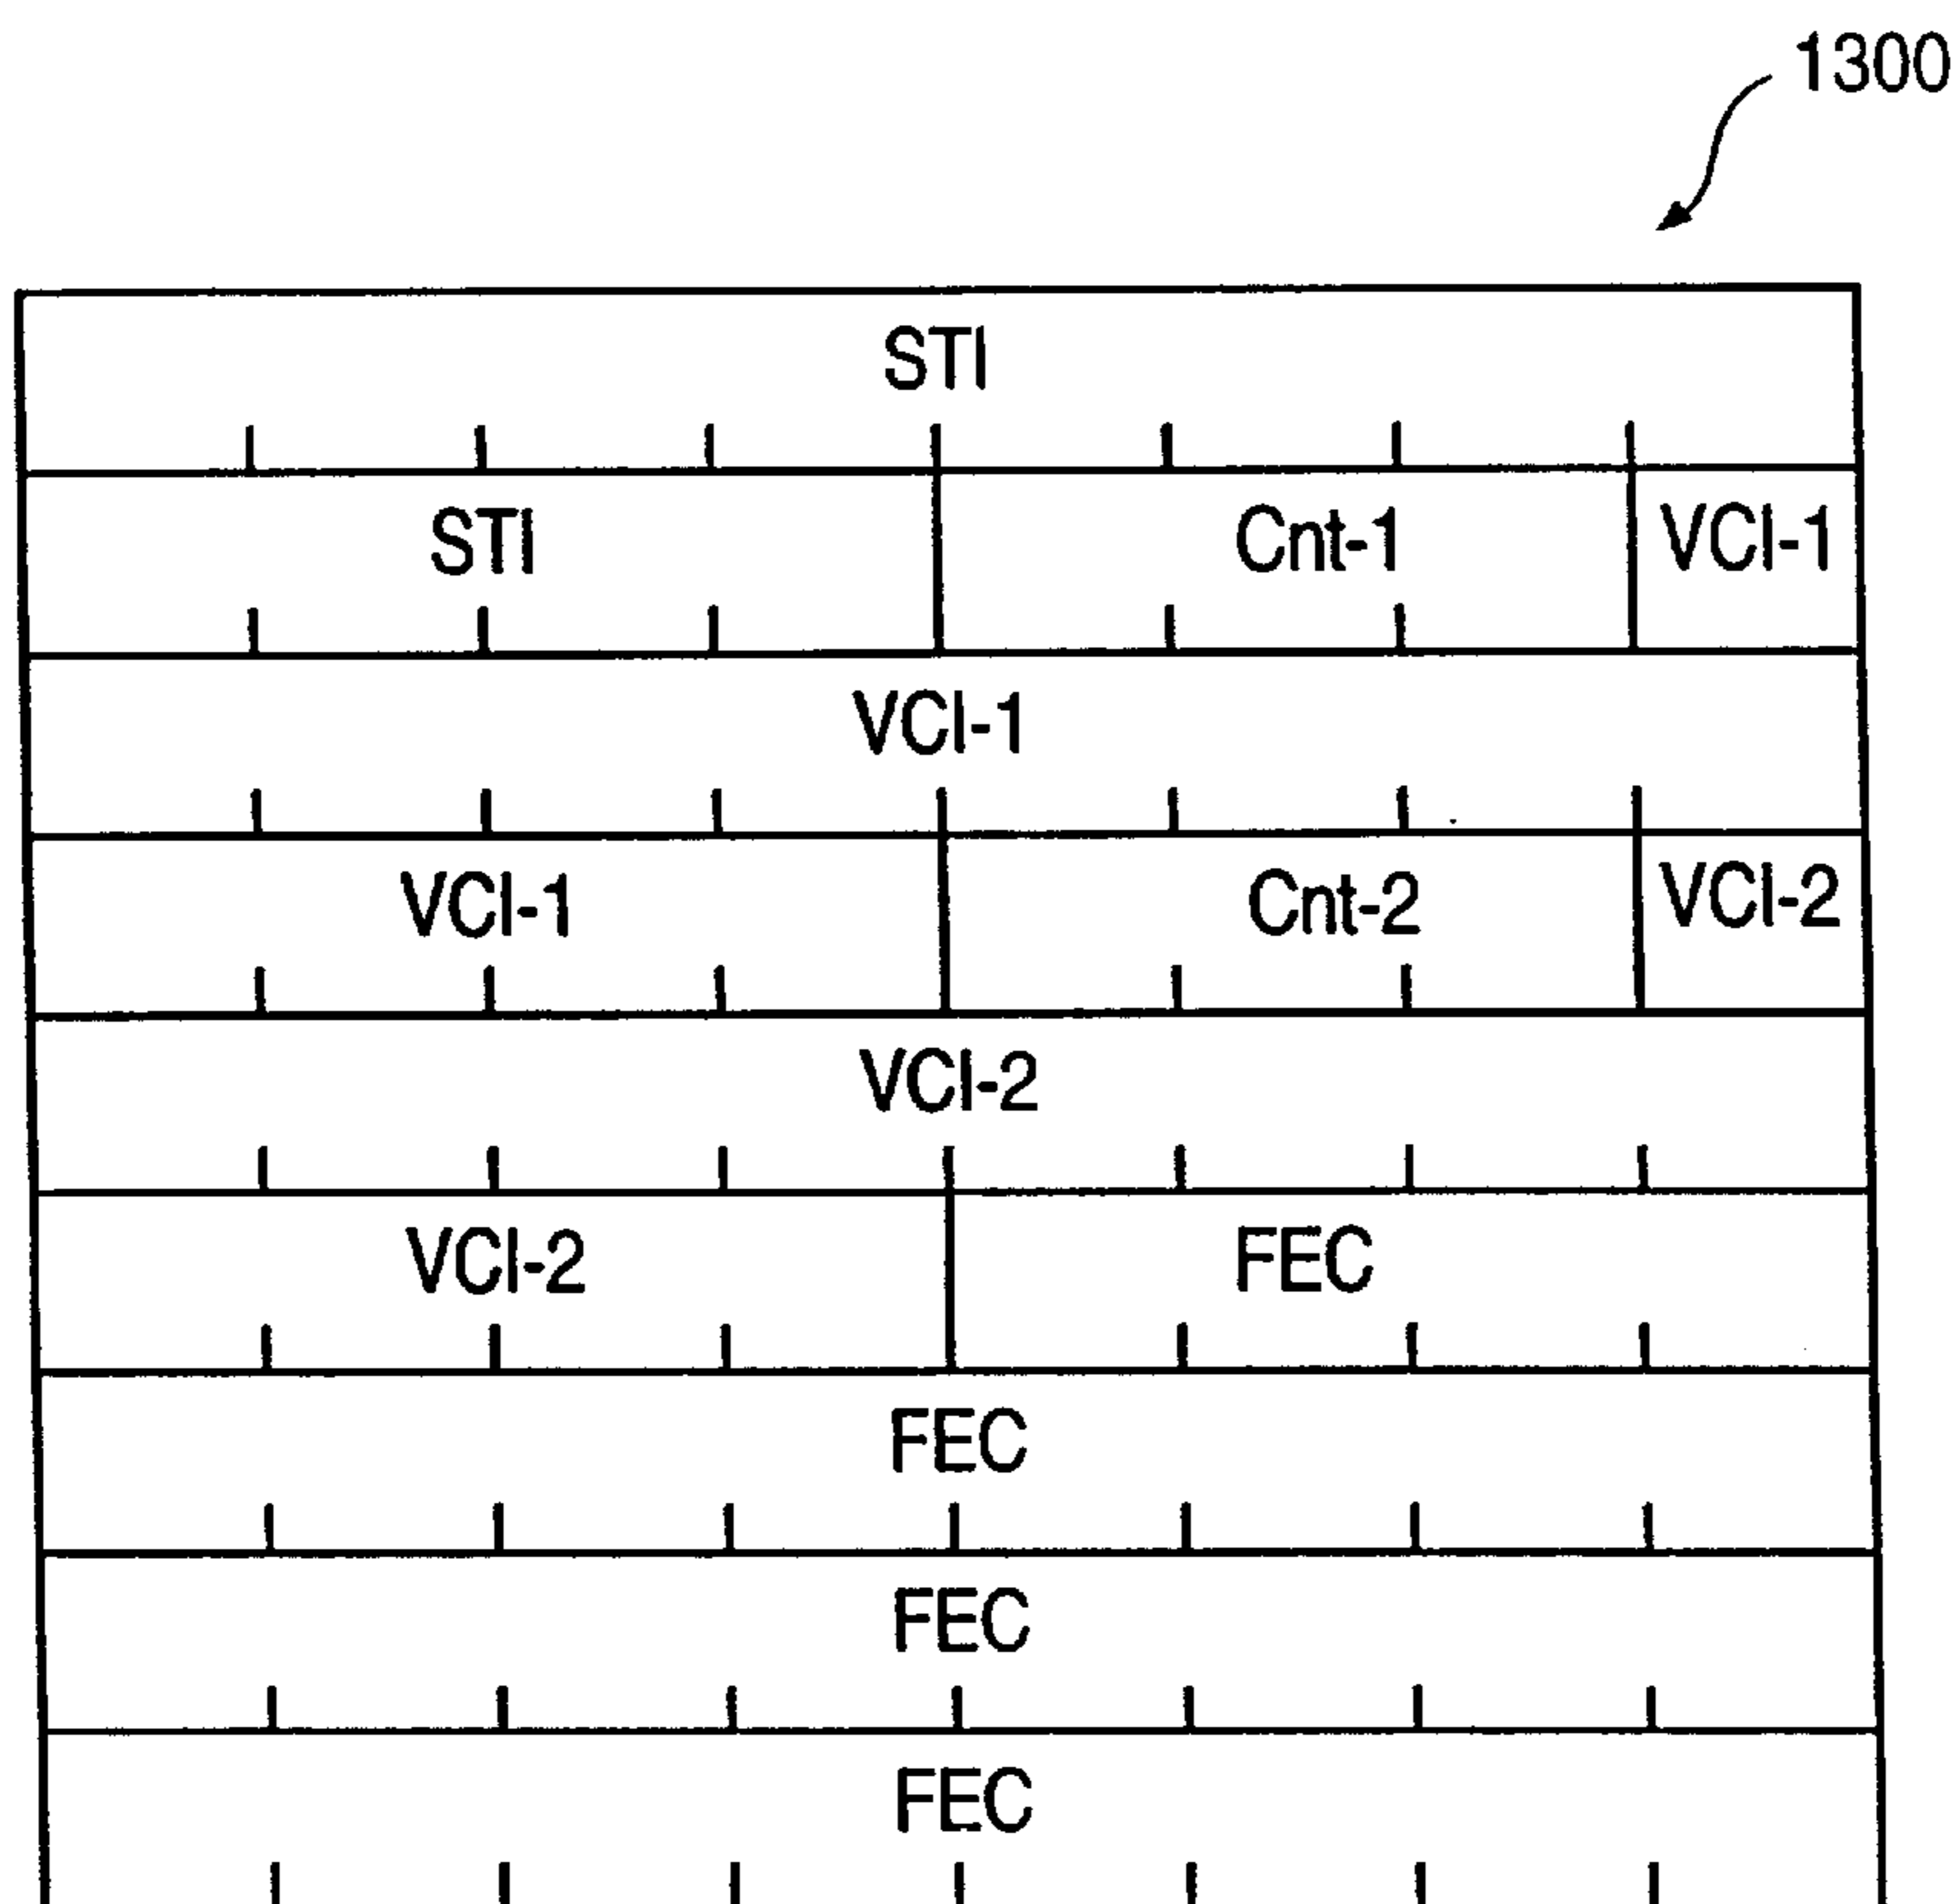 1300
STI
STI Cnt-1 VCI-1
VCI-1
VCI-1 Cnt-2 VCI-2
VCI-2
VCI-2 FEC
FEC
FEC
FEC